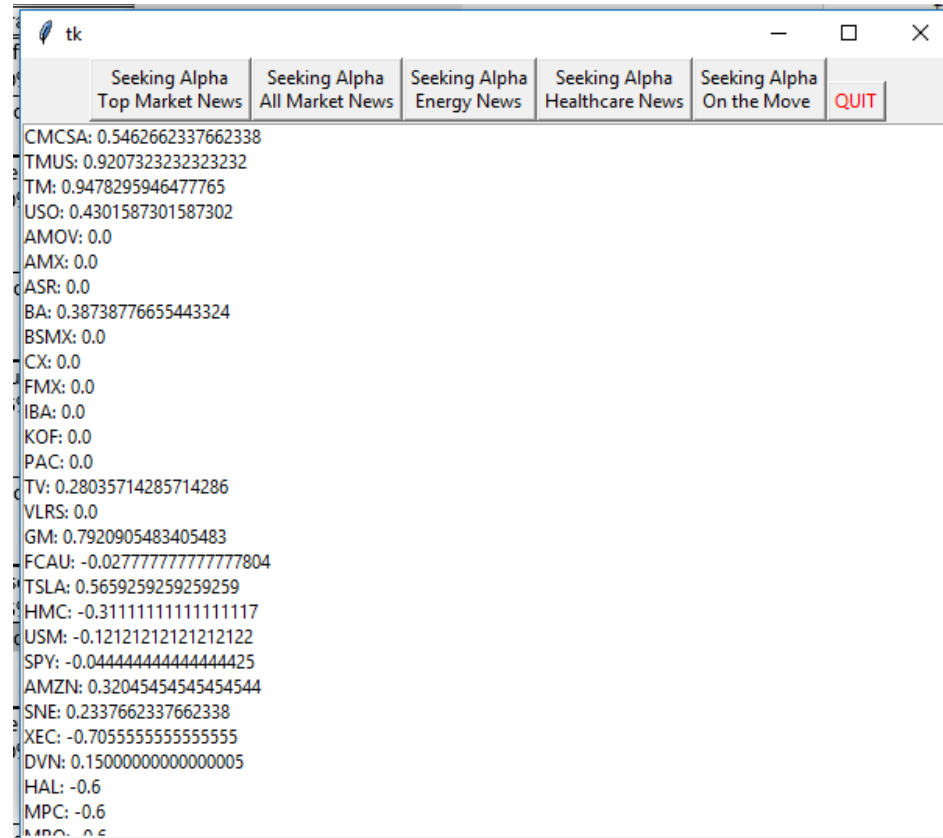 tk
Seeking Alpha
Top Market News
Seeking Alpha
All Market News
Seeking Alpha
Energy News
Seeking Alpha
Healthcare News
Seeking Alpha
On the Move
QUIT
CMCSA: 0.5462662337662338
TMUS: 0.9207323232323232
TM: 0.9478295946477765
USO: 0.4301587301587302
AMOV: 0.0
AMX: 0.0
ASR: 0.0
BA: 0.38738776655443324
BSMX: 0.0
CX: 0.0
FMX: 0.0
IBA: 0.0
KOF: 0.0
PAC: 0.0
TV: 0.28035714285714286
VLRS: 0.0
GM: 0.7920905483405483
FCAU: -0.027777777777777804
TSLA: 0.5659259259259259
HMC: -0.31111111111111117
USM: -0.12121212121212122
SPY: -0.044444444444444425
AMZN: 0.32045454545454544
SNE: 0.2337662337662338
XEC: -0.7055555555555555
DVN: 0.15000000000000005
HAL: -0.6
MPC: -0.6